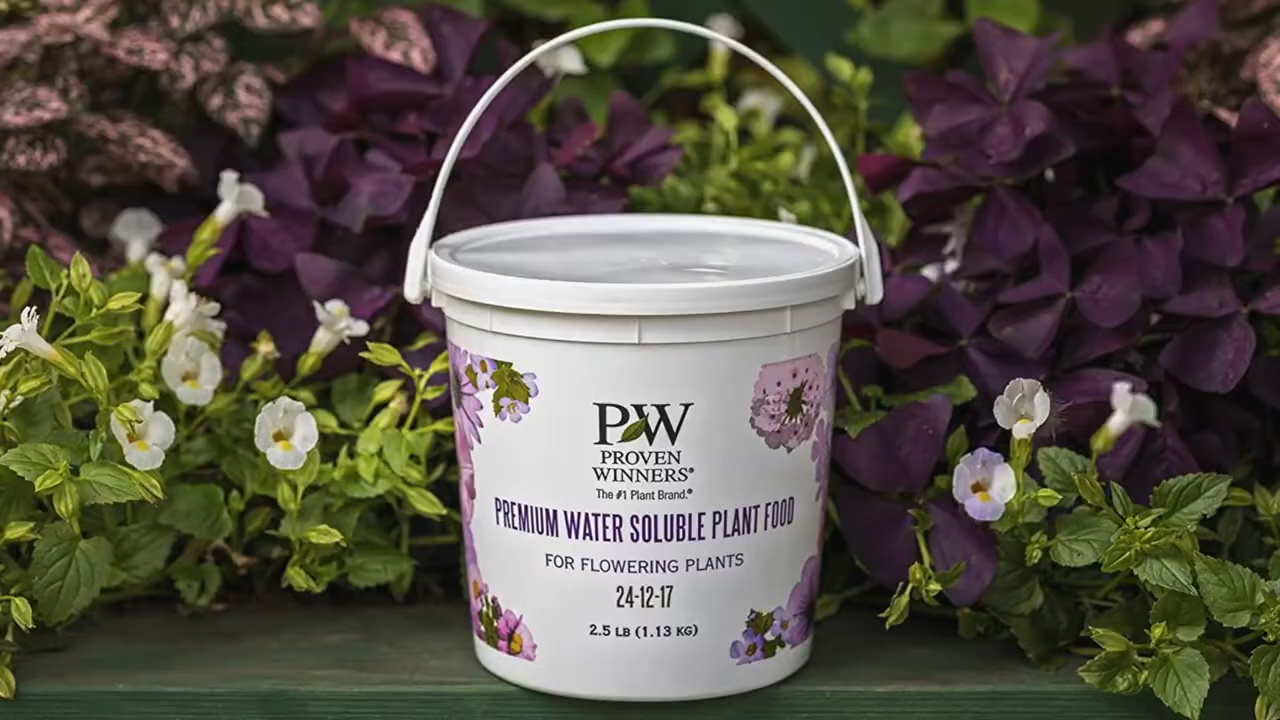 PW
PROVEN
WINNERS®
The #1 Plant Brand.®
PREMIUM WATER SOLUBLE PLANT FOOD
FOR FLOWERING PLANTS
24-12-17
2.5 LB (1.13 KG)